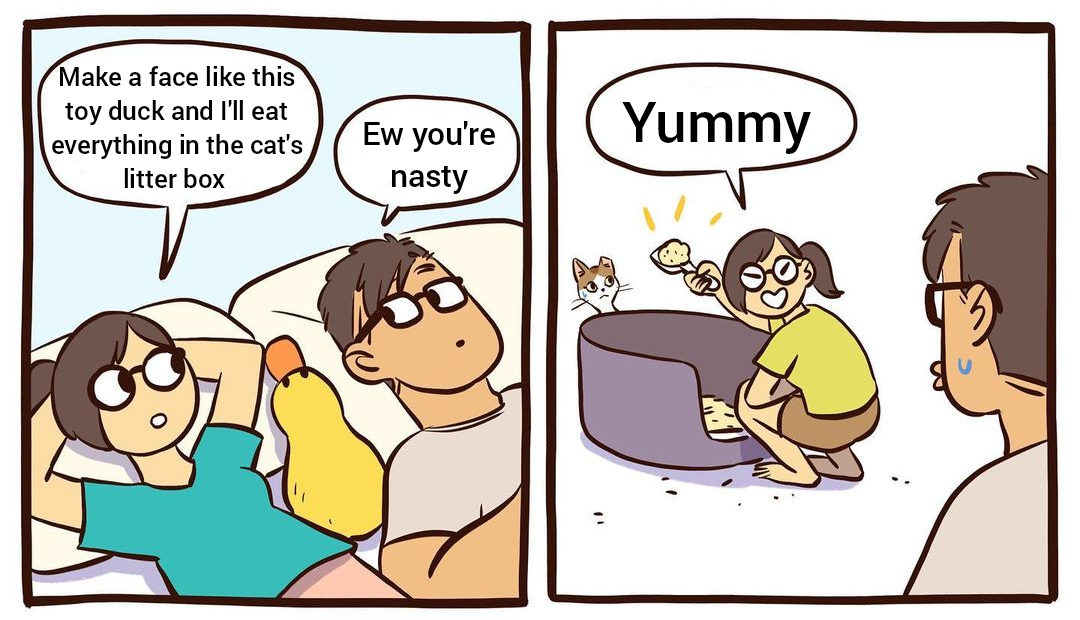 Make a face like this
toy duck and I'll eat
everything in the cat's
litter box
Ew you're
nasty
Yummy